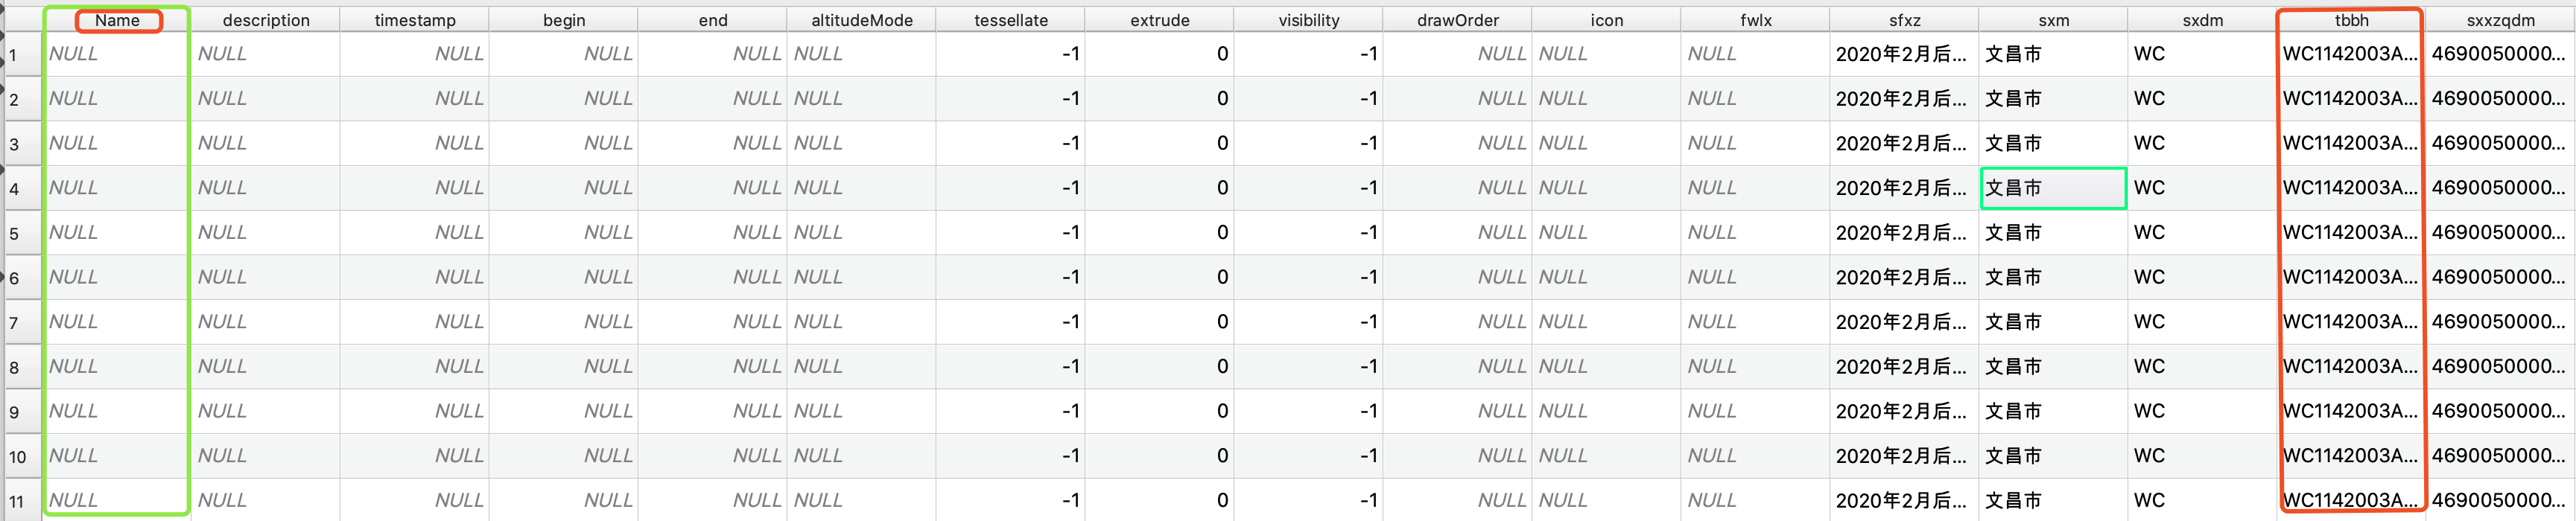 Name description timestamp begin end altitudeMode tessellate extrude visibility drawOrder icon fwlx sfxz sxm sxdm tbbh sxxzqdm
1 NULL NULL NULL NULL NULL NULL -1 0 -1 NULL NULL NULL 2020年2月后... 文昌市 WC WC1142003A... 4690050000...
2 NULL NULL NULL NULL NULL NULL -1 0 -1 NULL NULL NULL 2020年2月后... 文昌市 WC WC1142003A... 4690050000...
3 NULL NULL NULL NULL NULL NULL -1 0 -1 NULL NULL NULL 2020年2月后... 文昌市 WC WC1142003A... 4690050000...
4 NULL NULL NULL NULL NULL NULL -1 0 -1 NULL NULL NULL 2020年2月后... 文昌市 WC WC1142003A... 4690050000...
5 NULL NULL NULL NULL NULL NULL -1 0 -1 NULL NULL NULL 2020年2月后... 文昌市 WC WC1142003A... 4690050000...
6 NULL NULL NULL NULL NULL NULL -1 0 -1 NULL NULL NULL 2020年2月后... 文昌市 WC WC1142003A... 4690050000...
7 NULL NULL NULL NULL NULL NULL -1 0 -1 NULL NULL NULL 2020年2月后... 文昌市 WC WC1142003A... 4690050000...
8 NULL NULL NULL NULL NULL NULL -1 0 -1 NULL NULL NULL 2020年2月后... 文昌市 WC WC1142003A... 4690050000...
9 NULL NULL NULL NULL NULL NULL -1 0 -1 NULL NULL NULL 2020年2月后... 文昌市 WC WC1142003A... 4690050000...
10 NULL NULL NULL NULL NULL NULL -1 0 -1 NULL NULL NULL 2020年2月后... 文昌市 WC WC1142003A... 4690050000...
11 NULL NULL NULL NULL NULL NULL -1 0 -1 NULL NULL NULL 2020年2月后... 文昌市 WC WC1142003A... 4690050000...